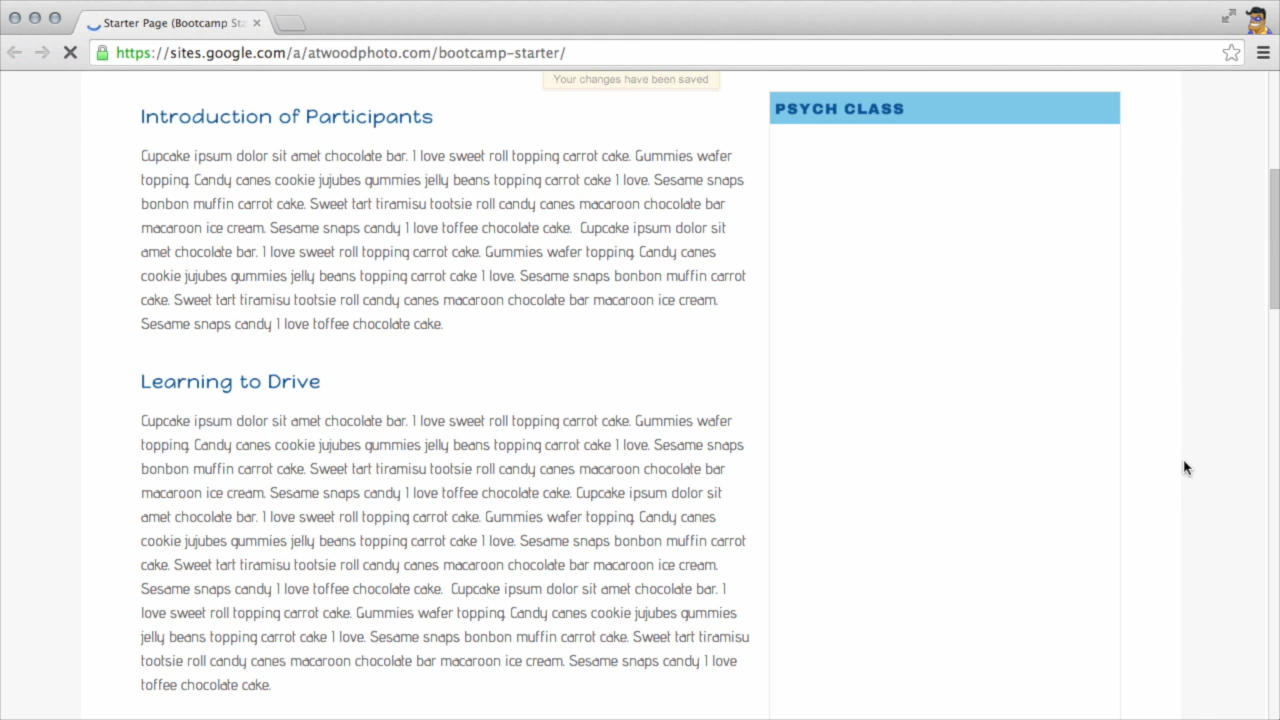 Starter Page (Bootcamp Sta
https://sites.google.com/a/atwoodphoto.com/bootcamp-starter/
Your changes have been saved
Introduction of Participants
Cupcake ipsum dolor sit amet chocolate bar. I love sweet roll topping carrot cake. Gummies wafer
topping. Candy canes cookie jujubes gummies jelly beans topping carrot cake I love. Sesame snaps
bonbon muffin carrot cake. Sweet tart tiramisu tootsie roll candy canes macaroon chocolate bar
macaroon ice cream. Sesame snaps candy I love toffee chocolate cake.  Cupcake ipsum dolor sit
amet chocolate bar. I love sweet roll topping carrot cake. Gummies wafer topping. Candy canes
cookie jujubes gummies jelly beans topping carrot cake I love. Sesame snaps bonbon muffin carrot
cake. Sweet tart tiramisu tootsie roll candy canes macaroon chocolate bar macaroon ice cream.
Sesame snaps candy I love toffee chocolate cake.
Learning to Drive
Cupcake ipsum dolor sit amet chocolate bar. I love sweet roll topping carrot cake. Gummies wafer
topping. Candy canes cookie jujubes gummies jelly beans topping carrot cake I love. Sesame snaps
bonbon muffin carrot cake. Sweet tart tiramisu tootsie roll candy canes macaroon chocolate bar
macaroon ice cream. Sesame snaps candy I love toffee chocolate cake. Cupcake ipsum dolor sit
amet chocolate bar. I love sweet roll topping carrot cake. Gummies wafer topping. Candy canes
cookie jujubes gummies jelly beans topping carrot cake I love. Sesame snaps bonbon muffin carrot
cake. Sweet tart tiramisu tootsie roll candy canes macaroon chocolate bar macaroon ice cream.
Sesame snaps candy I love toffee chocolate cake.  Cupcake ipsum dolor sit amet chocolate bar. I
love sweet roll topping carrot cake. Gummies wafer topping. Candy canes cookie jujubes gummies
jelly beans topping carrot cake I love. Sesame snaps bonbon muffin carrot cake. Sweet tart tiramisu
tootsie roll candy canes macaroon chocolate bar macaroon ice cream. Sesame snaps candy I love
toffee chocolate cake.
PSYCH CLASS